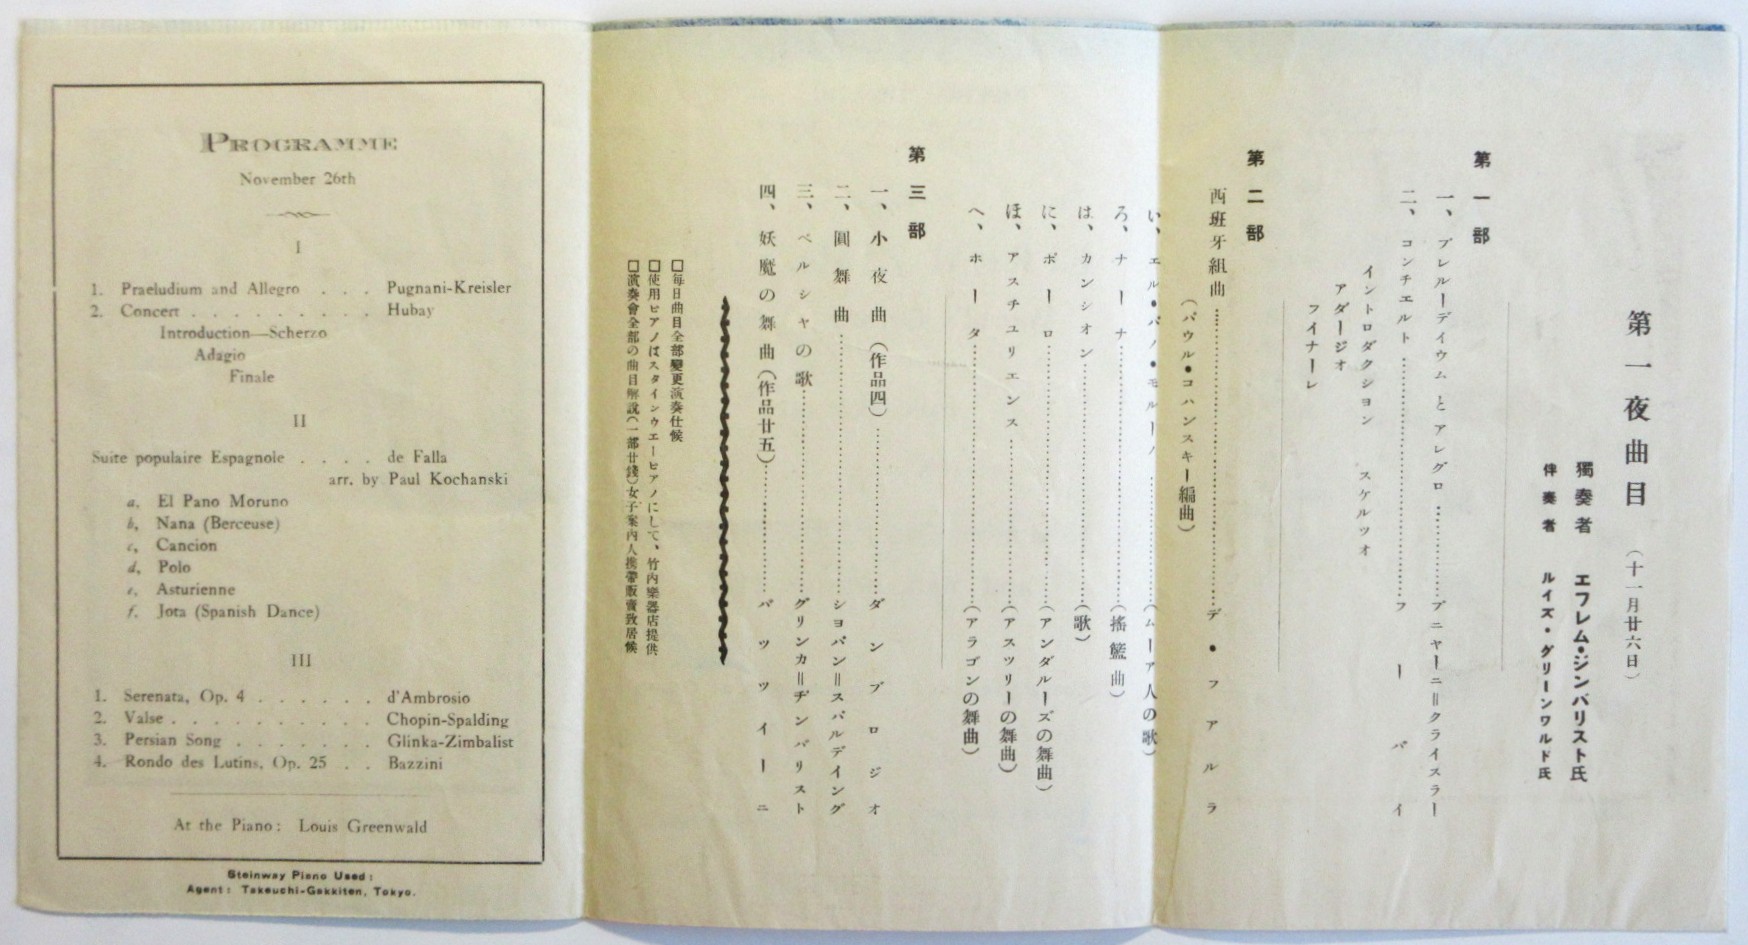 PROGRAMME
November 26th
I
1. Praeludium and Allegro . . . Pugnani-Kreisler
2. Concert . . . . . . . . . Hubay
Introduction—Scherzo
Adagio
Finale
II
Suite populaire Espagnole . . . . de Falla
arr. by Paul Kochanski
a, El Pano Moruno
b, Nana (Berceuse)
c, Cancion
d, Polo
e, Asturienne
f, Jota (Spanish Dance)
III
1. Serenata, Op. 4 . . . . . . d'Ambrosio
2. Valse . . . . . . . . . . Chopin-Spalding
3. Persian Song . . . . . . . Glinka-Zimbalist
4. Rondo des Lutins, Op. 25 . . Bazzini
At the Piano: Louis Greenwald
Steinway Piano Used:
Agent: Takeuchi-Gakkiten, Tokyo.
第一夜曲目 (十一月廿六日)
獨奏者 エフレム・ジンバリスト氏
伴奏者 ルイズ・グリーンワルド氏
第一部
一、プレルーデイウムとアレグロ……プニヤーニ=クライスラー
二、コンチエルト……フーバイ
イントロダクシヨン スケルツオ
アダージオ
フイナーレ
第二部
西班牙組曲……デ・フアルラ
(パウル・コハンスキー編曲)
い、エル・パノ・モルーノ……(ムーア人の歌)
ろ、ナーナ……(搖籃曲)
は、カンシオン……(歌)
に、ポーロ……(アンダルーズの舞曲)
ほ、アスチユリエンス……(アスツリーの舞曲)
へ、ホータ……(アラゴンの舞曲)
第三部
一、小夜曲(作品四)……ダンブロジオ
二、圓舞曲……シヨパン=スパルデイング
三、ペルシヤの歌……グリンカ=ヂンバリスト
四、妖魔の舞曲(作品廿五)……バツツイーニ
□毎日曲目全部變更演奏仕候
□使用ピアノはスタインウエーピアノにして、竹内樂器店提供
□演奏會全部の曲目解説(一部廿錢)女子案内人携帶販賣致居候